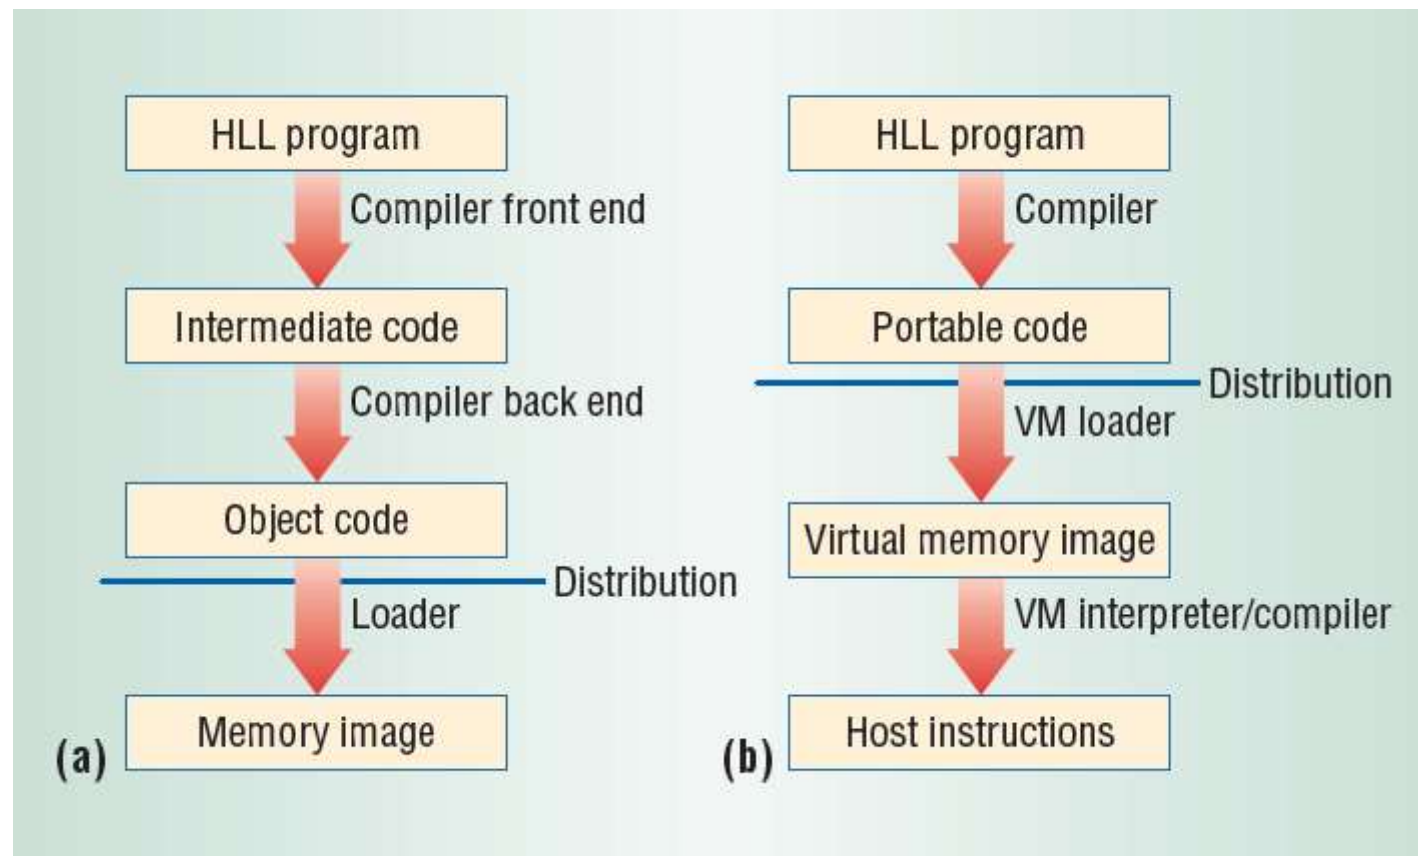 HLL program
Compiler front end
Intermediate code
Compiler back end
Object code
Distribution
Loader
Memory image
(a)
HLL program
Compiler
Portable code
Distribution
VM loader
Virtual memory image
VM interpreter/compiler
Host instructions
(b)